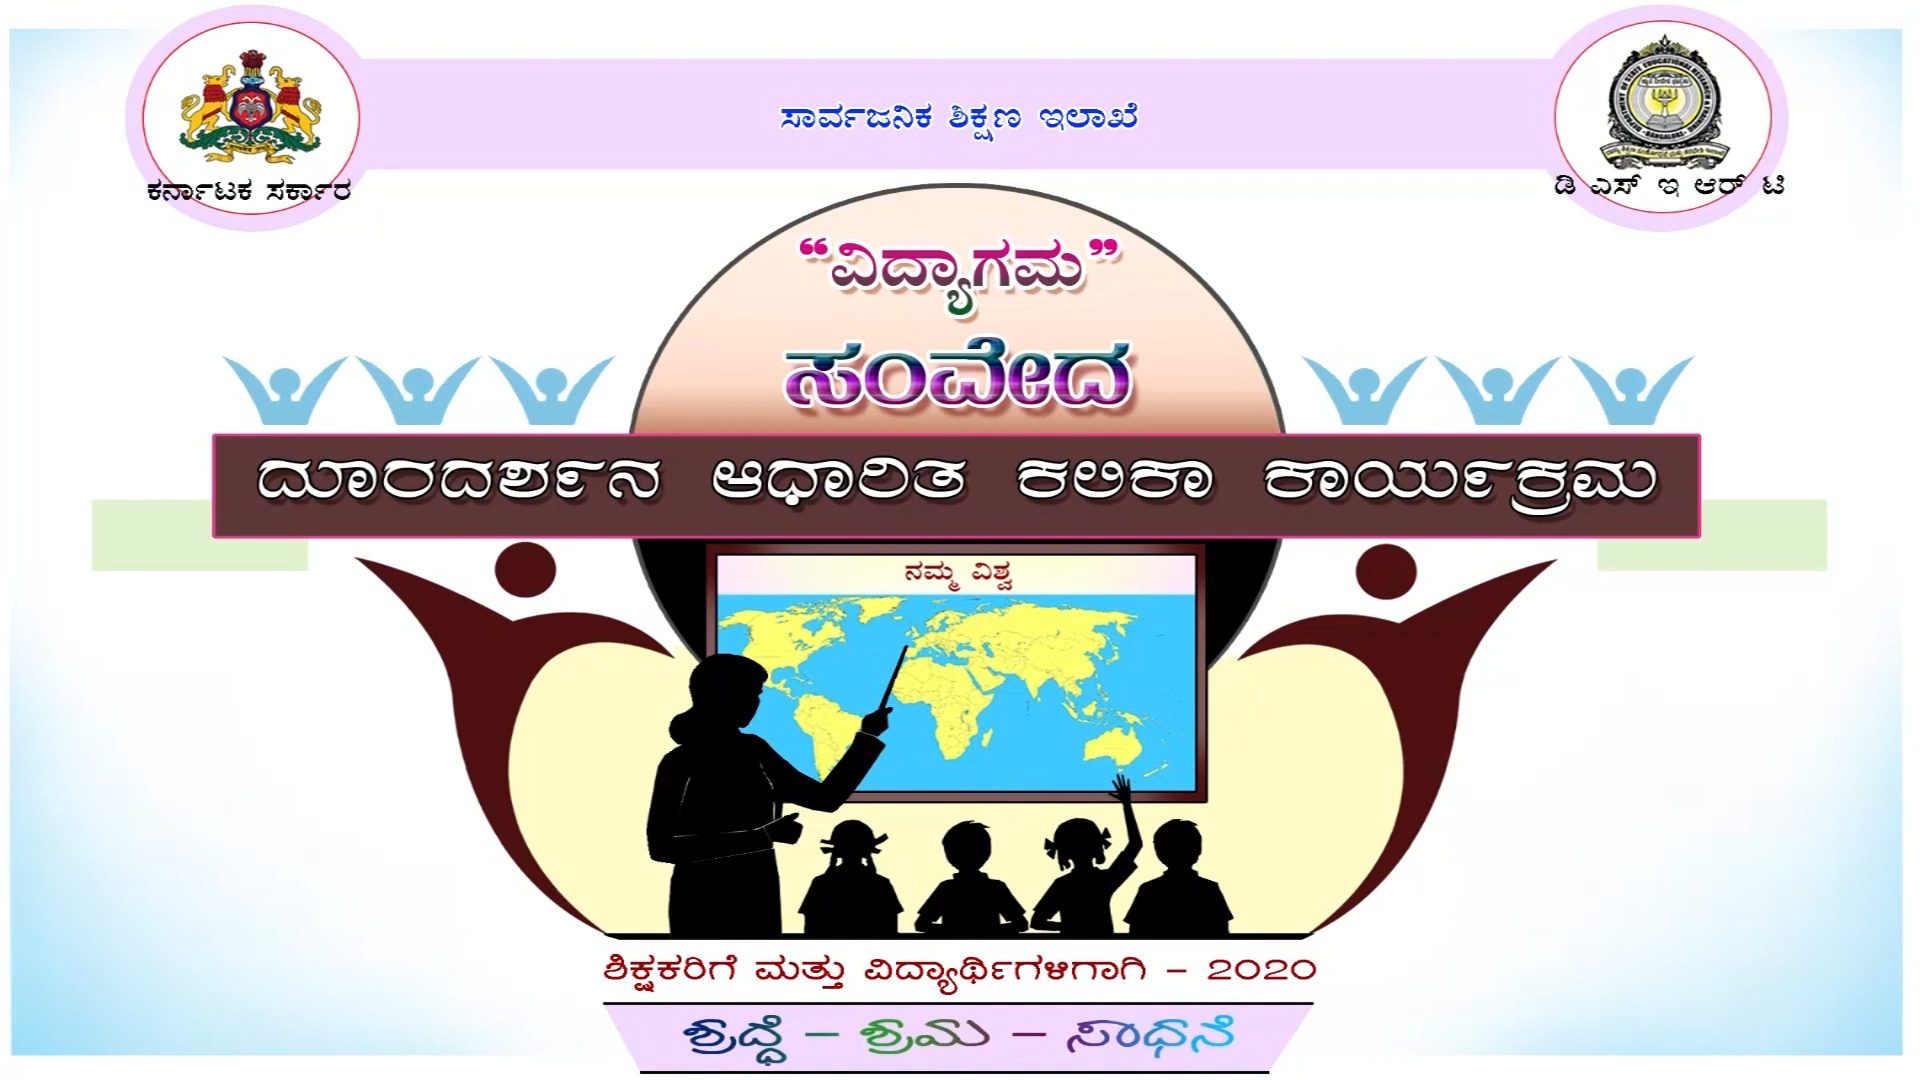 ಸಾರ್ವಜನಿಕ ಶಿಕ್ಷಣ ಇಲಾಖೆ
ಕರ್ನಾಟಕ ಸರ್ಕಾರ
ಡಿ ಎಸ್ ಇ ಆರ್ ಟಿ
“ವಿದ್ಯಾಗಮ”
ಸಂವೇದ
ದೂರದರ್ಶನ ಆಧಾರಿತ ಕಲಿಕಾ ಕಾರ್ಯಕ್ರಮ
ನಮ್ಮ ವಿಶ್ವ
ಶಿಕ್ಷಕರಿಗೆ ಮತ್ತು ವಿದ್ಯಾರ್ಥಿಗಳಿಗಾಗಿ – 2020
ಶ್ರದ್ಧೆ – ಶ್ರಮ – ಸಾಧನೆ